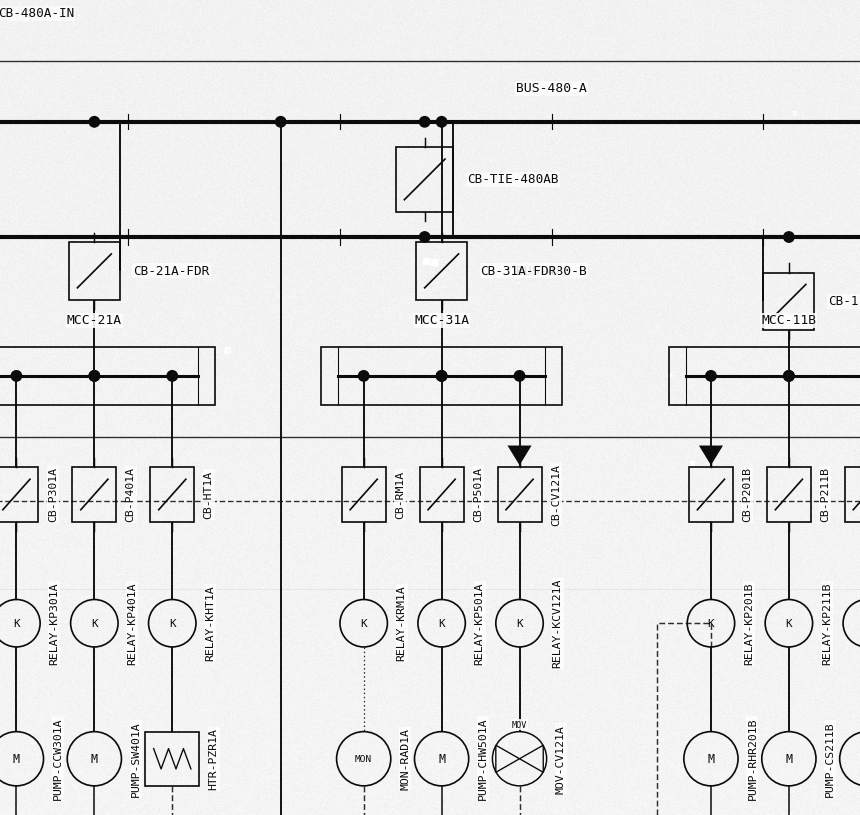 CB-480A-IN
BUS-480-A
CB-TIE-480AB
CB-21A-FDR
CB-31A-FDR
30-B
CB-1
MCC-21A
MCC-31A
MCC-11B
CB-P301A
CB-P401A
CB-HT1A
CB-RM1A
CB-P501A
CB-CV121A
CB-P201B
CB-P211B
K
RELAY-KP301A
K
RELAY-KP401A
K
RELAY-KHT1A
K
RELAY-KRM1A
K
RELAY-KP501A
K
RELAY-KCV121A
K
RELAY-KP201B
K
RELAY-KP211B
M
PUMP-CCW301A
M
PUMP-SW401A
HTR-PZR1A
MON
MON-RAD1A
M
PUMP-CHW501A
MOV
MOV-CV121A
M
PUMP-RHR201B
M
PUMP-CS211B